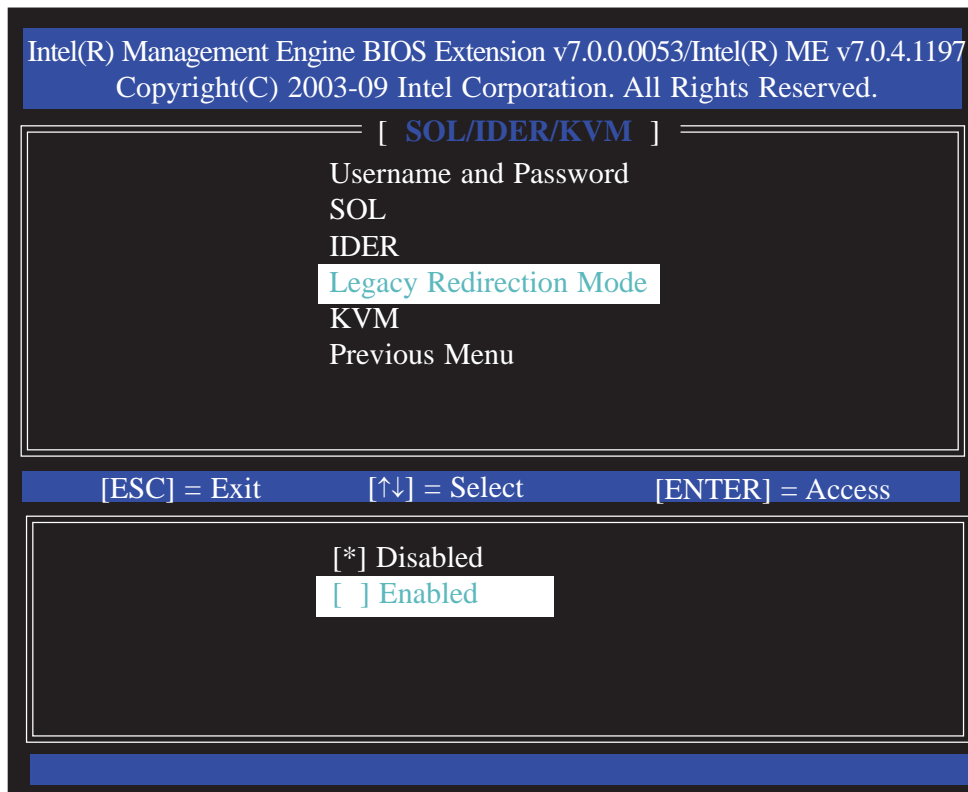 Intel(R) Management Engine BIOS Extension v7.0.0.0053/Intel(R) ME v7.0.4.1197
Copyright(C) 2003-09 Intel Corporation. All Rights Reserved.
[ SOL/IDER/KVM ]
Username and Password
SOL
IDER
Legacy Redirection Mode
KVM
Previous Menu
[ESC] = Exit [↑↓] = Select [ENTER] = Access
[*] Disabled
[ ] Enabled